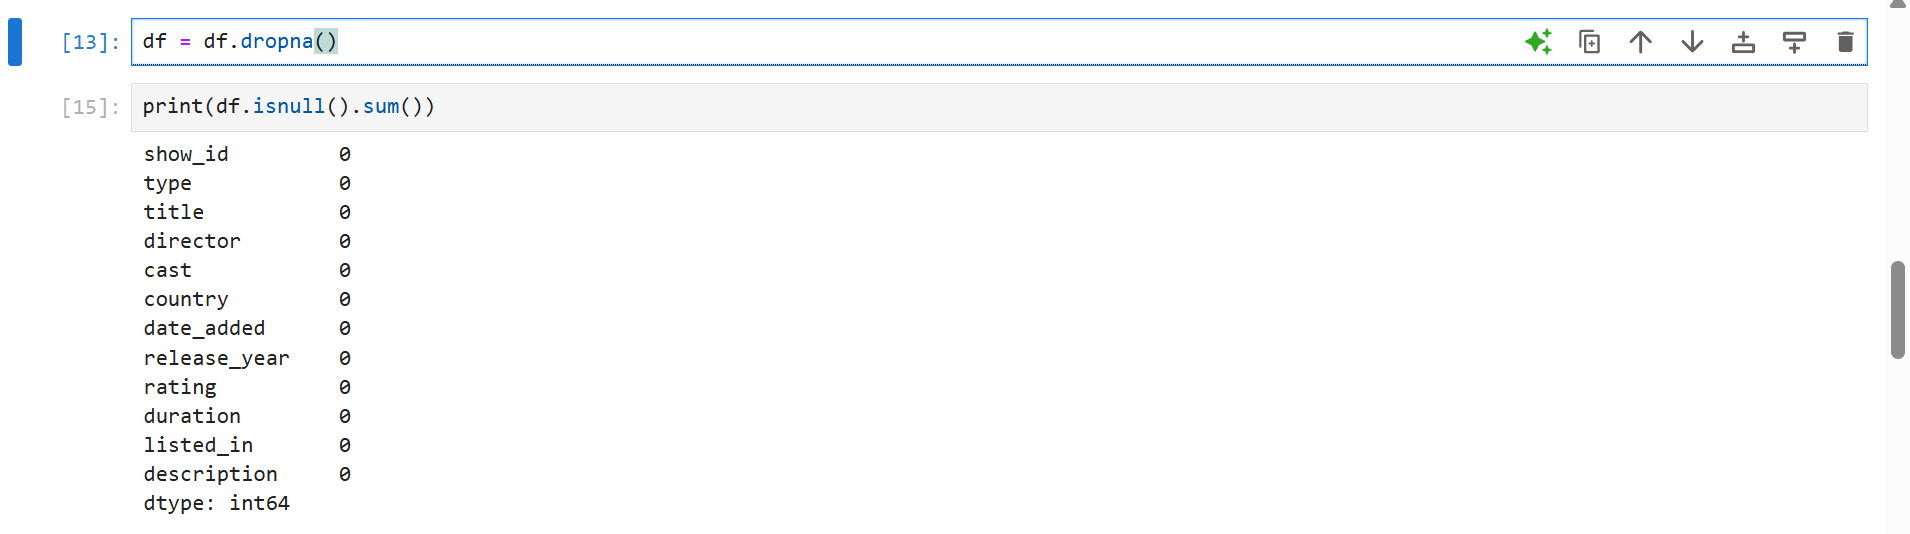 [13]: df = df.dropna()
[15]: print(df.isnull().sum())
show_id 0
type 0
title 0
director 0
cast 0
country 0
date_added 0
release_year 0
rating 0
duration 0
listed_in 0
description 0
dtype: int64